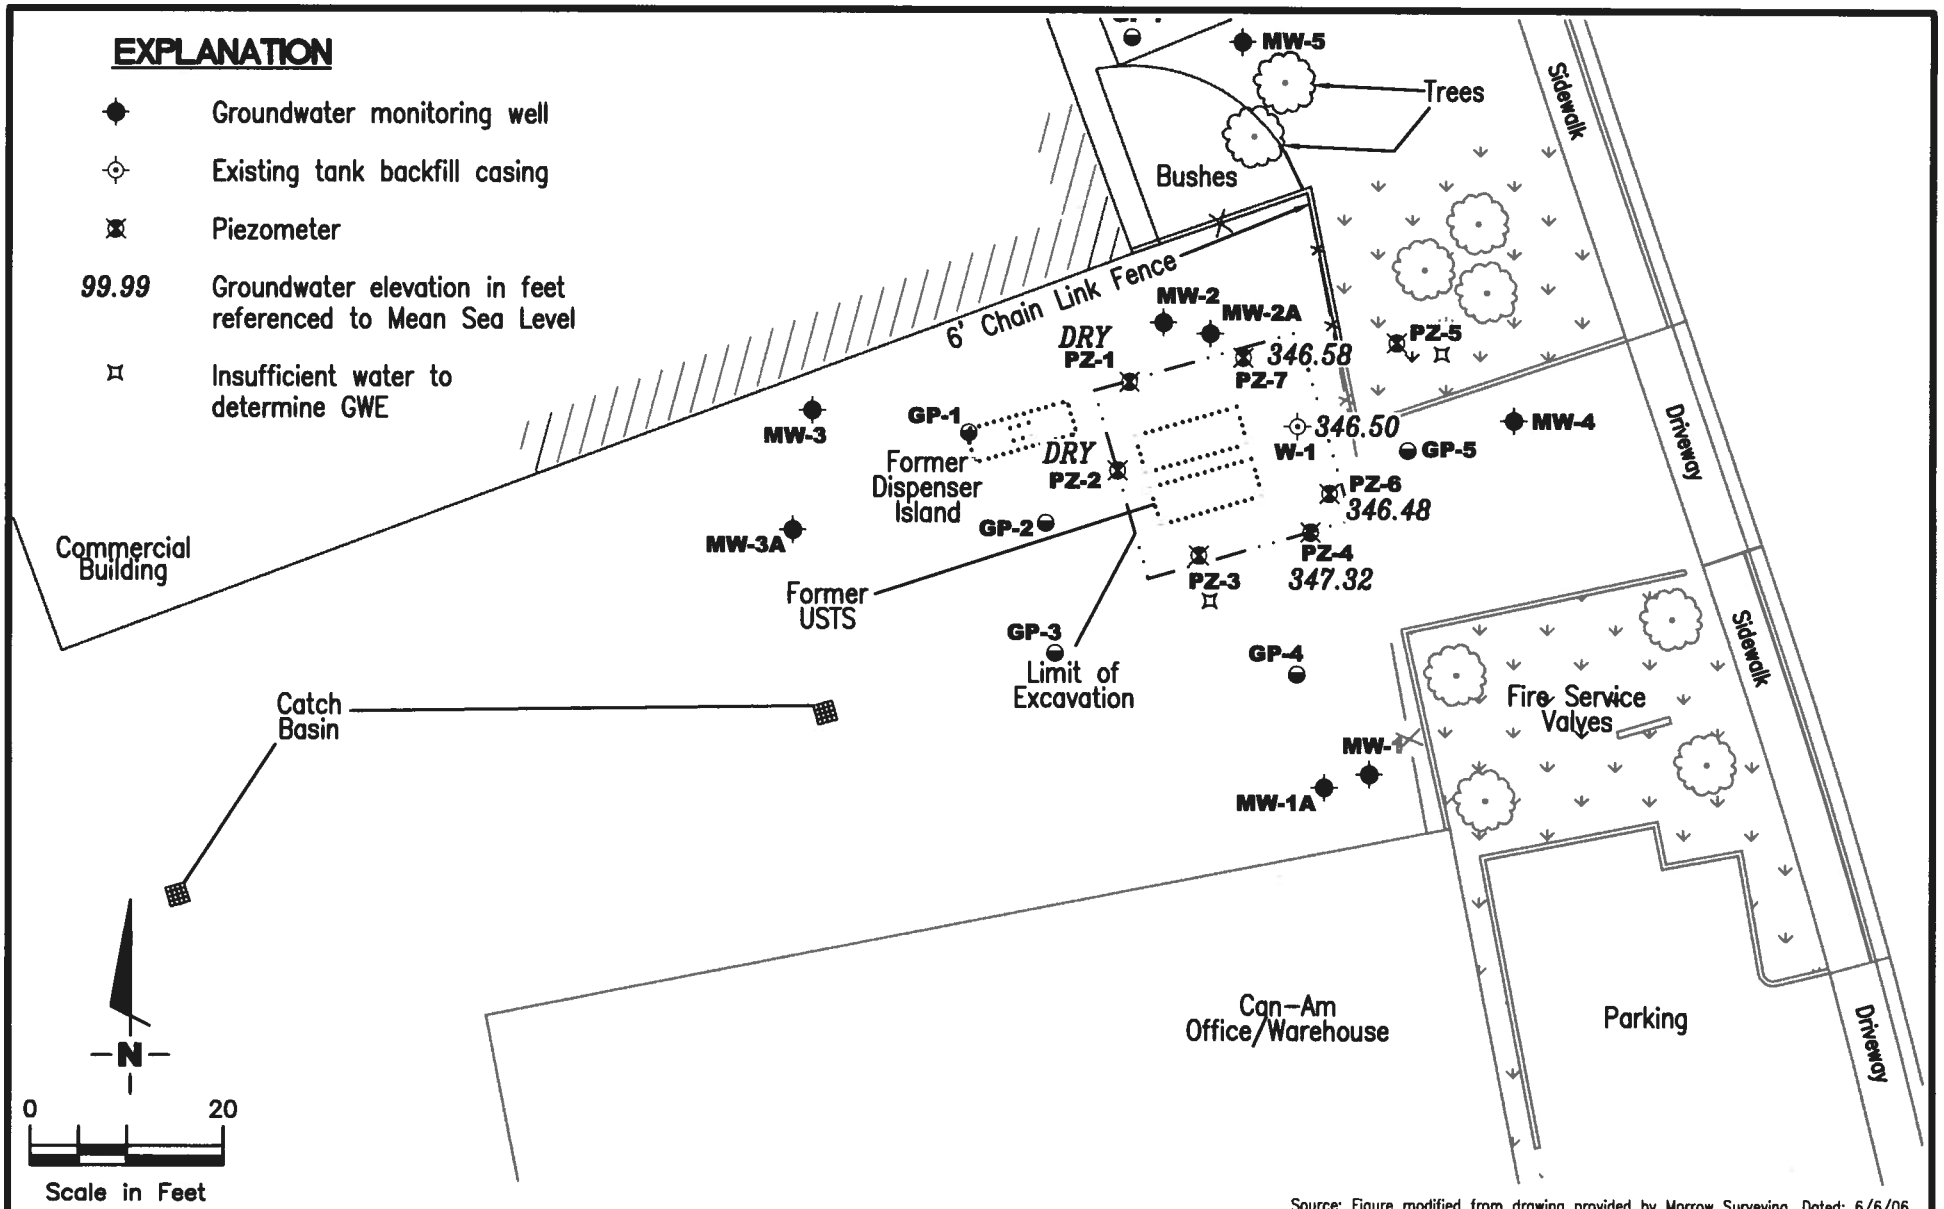 EXPLANATION
Groundwater monitoring well
Existing tank backfill casing
Piezometer
99.99 Groundwater elevation in feet
referenced to Mean Sea Level
Insufficient water to
determine GWE
MW-5
Trees
Sidewalk
Bushes
6' Chain Link Fence
MW-2
MW-2A
DRY
PZ-1
346.58
PZ-7
PZ-5
MW-3
GP-1
Former
Dispenser
Island
DRY
PZ-2
346.50
W-1
GP-5
MW-4
Driveway
PZ-6
346.48
GP-2
MW-3A
Commercial
Building
PZ-4
347.32
PZ-3
Former
USTS
GP-3
Limit of
Excavation
GP-4
Sidewalk
Fire Service
Valves
Catch
Basin
MW-1
MW-1A
Can-Am
Office/Warehouse
Parking
Driveway
N
0 20
Scale in Feet
Source: Figure modified from drawing provided by Morrow Surveying, Dated: 6/6/06